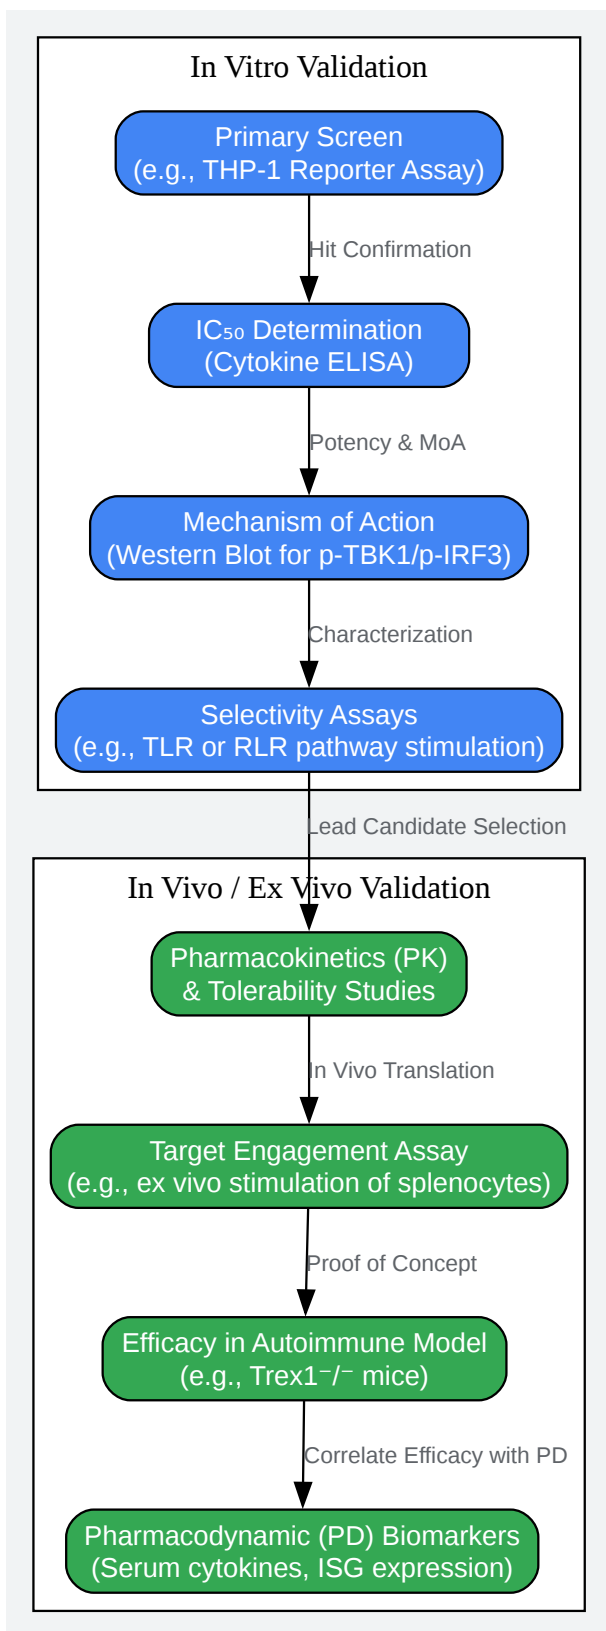 In Vitro Validation
Primary Screen
(e.g., THP-1 Reporter Assay)
Hit Confirmation
IC₅₀ Determination
(Cytokine ELISA)
Potency & MoA
Mechanism of Action
(Western Blot for p-TBK1/p-IRF3)
Characterization
Selectivity Assays
(e.g., TLR or RLR pathway stimulation)
Lead Candidate Selection
In Vivo / Ex Vivo Validation
Pharmacokinetics (PK)
& Tolerability Studies
In Vivo Translation
Target Engagement Assay
(e.g., ex vivo stimulation of splenocytes)
Proof of Concept
Efficacy in Autoimmune Model
(e.g., Trex1⁻/⁻ mice)
Correlate Efficacy with PD
Pharmacodynamic (PD) Biomarkers
(Serum cytokines, ISG expression)